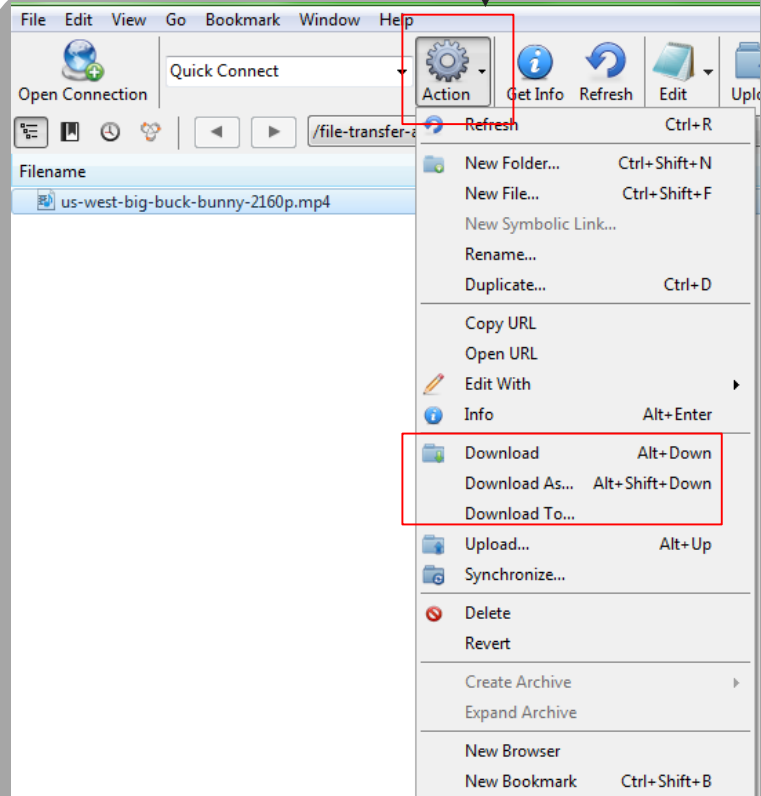 File Edit View Go Bookmark Window Help
Quick Connect
Open Connection Action Get Info Refresh Edit Uplo
/file-transfer-a
Filename
us-west-big-buck-bunny-2160p.mp4
Refresh Ctrl+R
New Folder... Ctrl+Shift+N
New File... Ctrl+Shift+F
New Symbolic Link...
Rename...
Duplicate... Ctrl+D
Copy URL
Open URL
Edit With
Info Alt+Enter
Download Alt+Down
Download As... Alt+Shift+Down
Download To...
Upload... Alt+Up
Synchronize...
Delete
Revert
Create Archive
Expand Archive
New Browser
New Bookmark Ctrl+Shift+B